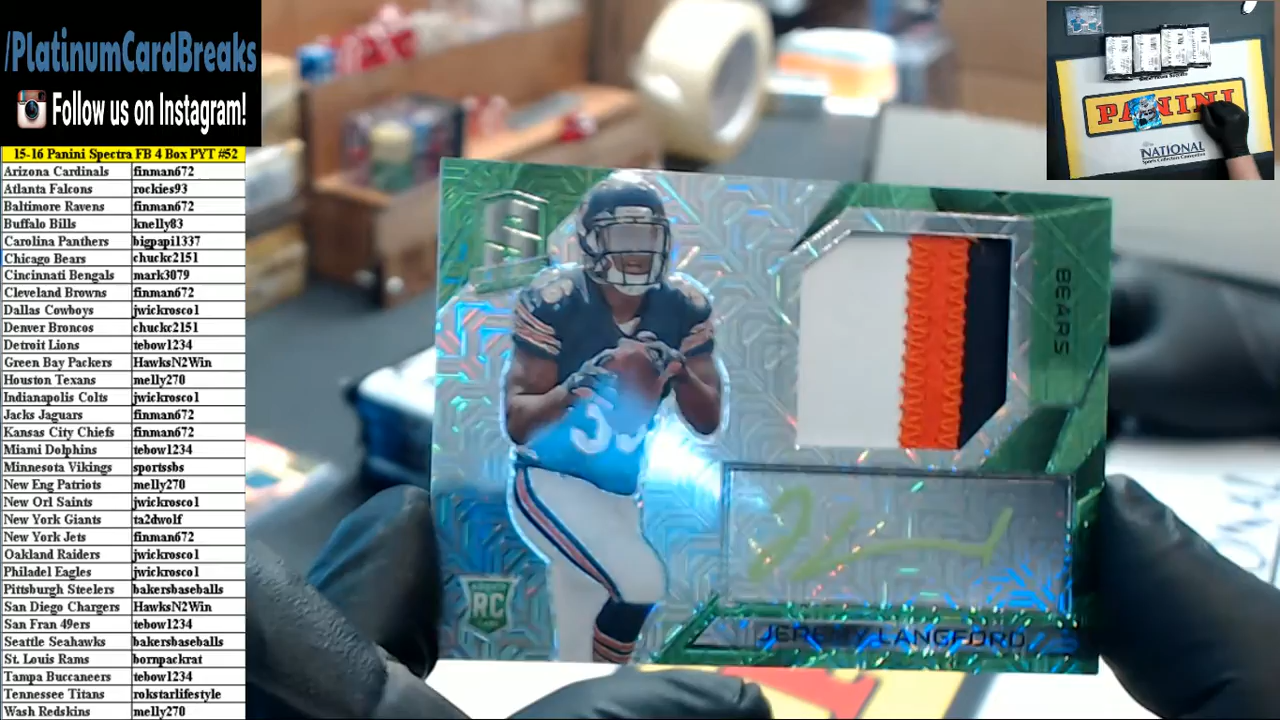 /PlatinumCardBreaks
Follow us on Instagram!
15-16 Panini Spectra FB 4 Box PYT #52
Arizona Cardinals finman672
Atlanta Falcons rockies93
Baltimore Ravens finman672
Buffalo Bills knelly83
Carolina Panthers bigpapi1337
Chicago Bears chuckc2151
Cincinnati Bengals mark3079
Cleveland Browns finman672
Dallas Cowboys jwickrosco1
Denver Broncos chuckc2151
Detroit Lions tebow1234
Green Bay Packers HawksN2Win
Houston Texans melly270
Indianapolis Colts jwickrosco1
Jacks Jaguars finman672
Kansas City Chiefs finman672
Miami Dolphins tebow1234
Minnesota Vikings sportssbs
New Eng Patriots melly270
New Orl Saints jwickrosco1
New York Giants ta2dwolf
New York Jets finman672
Oakland Raiders jwickrosco1
Philadel Eagles jwickrosco1
Pittsburgh Steelers bakersbaseballs
San Diego Chargers HawksN2Win
San Fran 49ers tebow1234
Seattle Seahawks bakersbaseballs
St. Louis Rams bornpackrat
Tampa Buccaneers tebow1234
Tennessee Titans rokstarlifestyle
Wash Redskins melly270
PANINI
NATIONAL
S
BEARS
RC
JEREMY LANGFORD